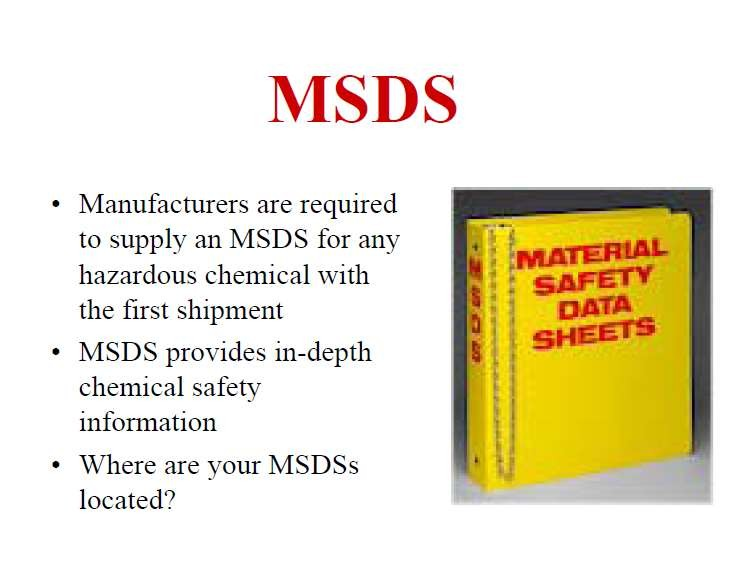 MSDS
• Manufacturers are required
to supply an MSDS for any
hazardous chemical with
the first shipment
• MSDS provides in-depth
chemical safety
information
• Where are your MSDSs
located?
MSDS
MATERIAL
SAFETY
DATA
SHEETS